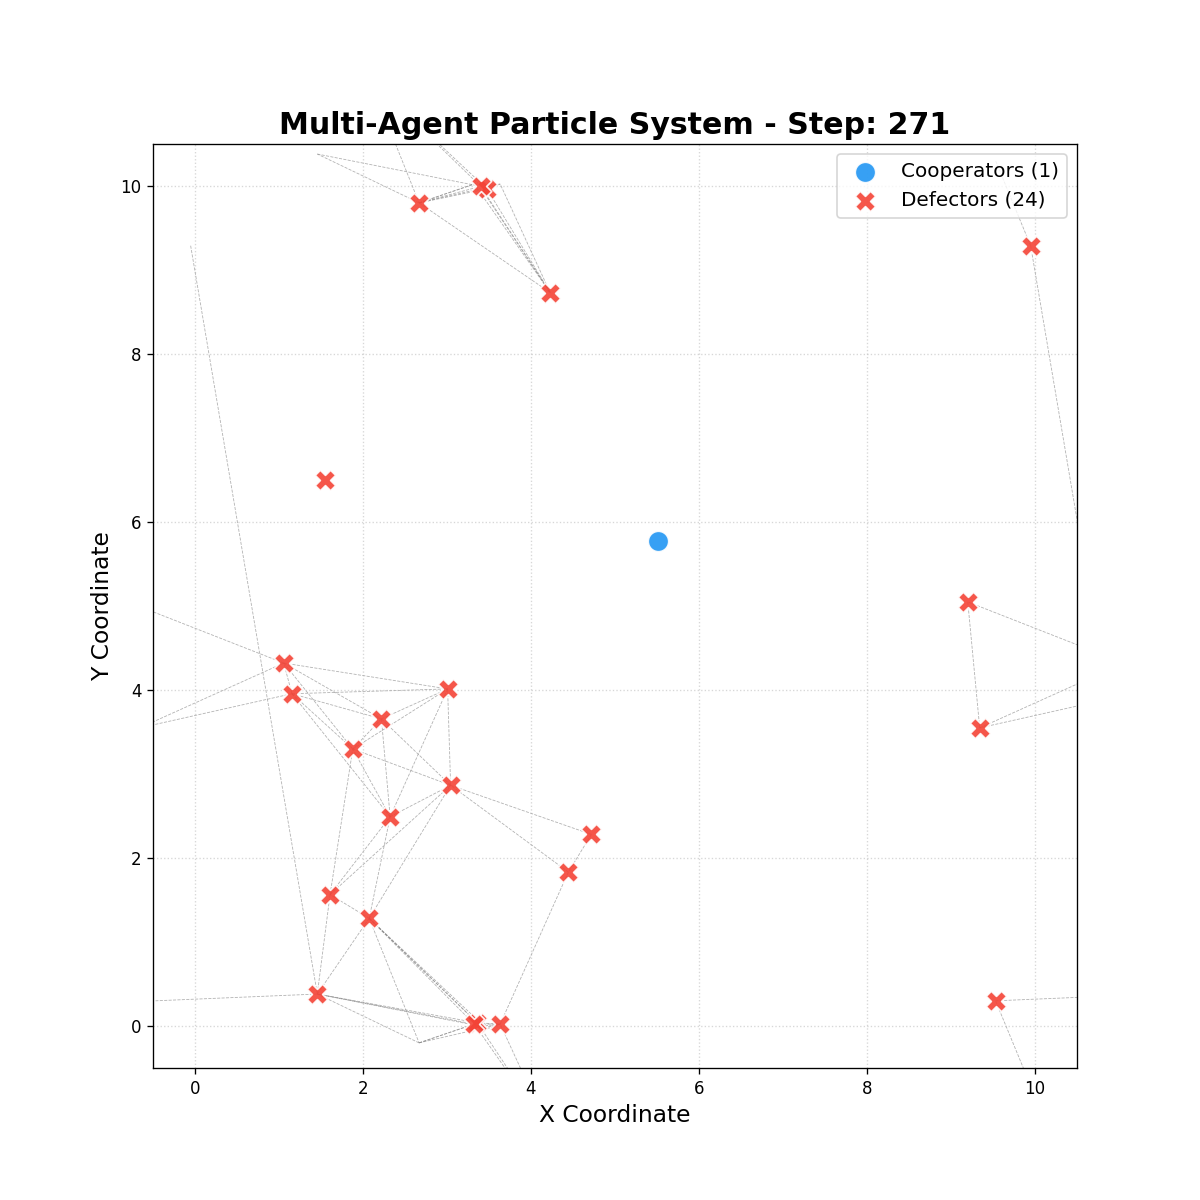 Multi-Agent Particle System - Step: 271
Cooperators (1)
Defectors (24)
Y Coordinate
10
8
6
4
2
0
0 2 4 6 8 10
X Coordinate